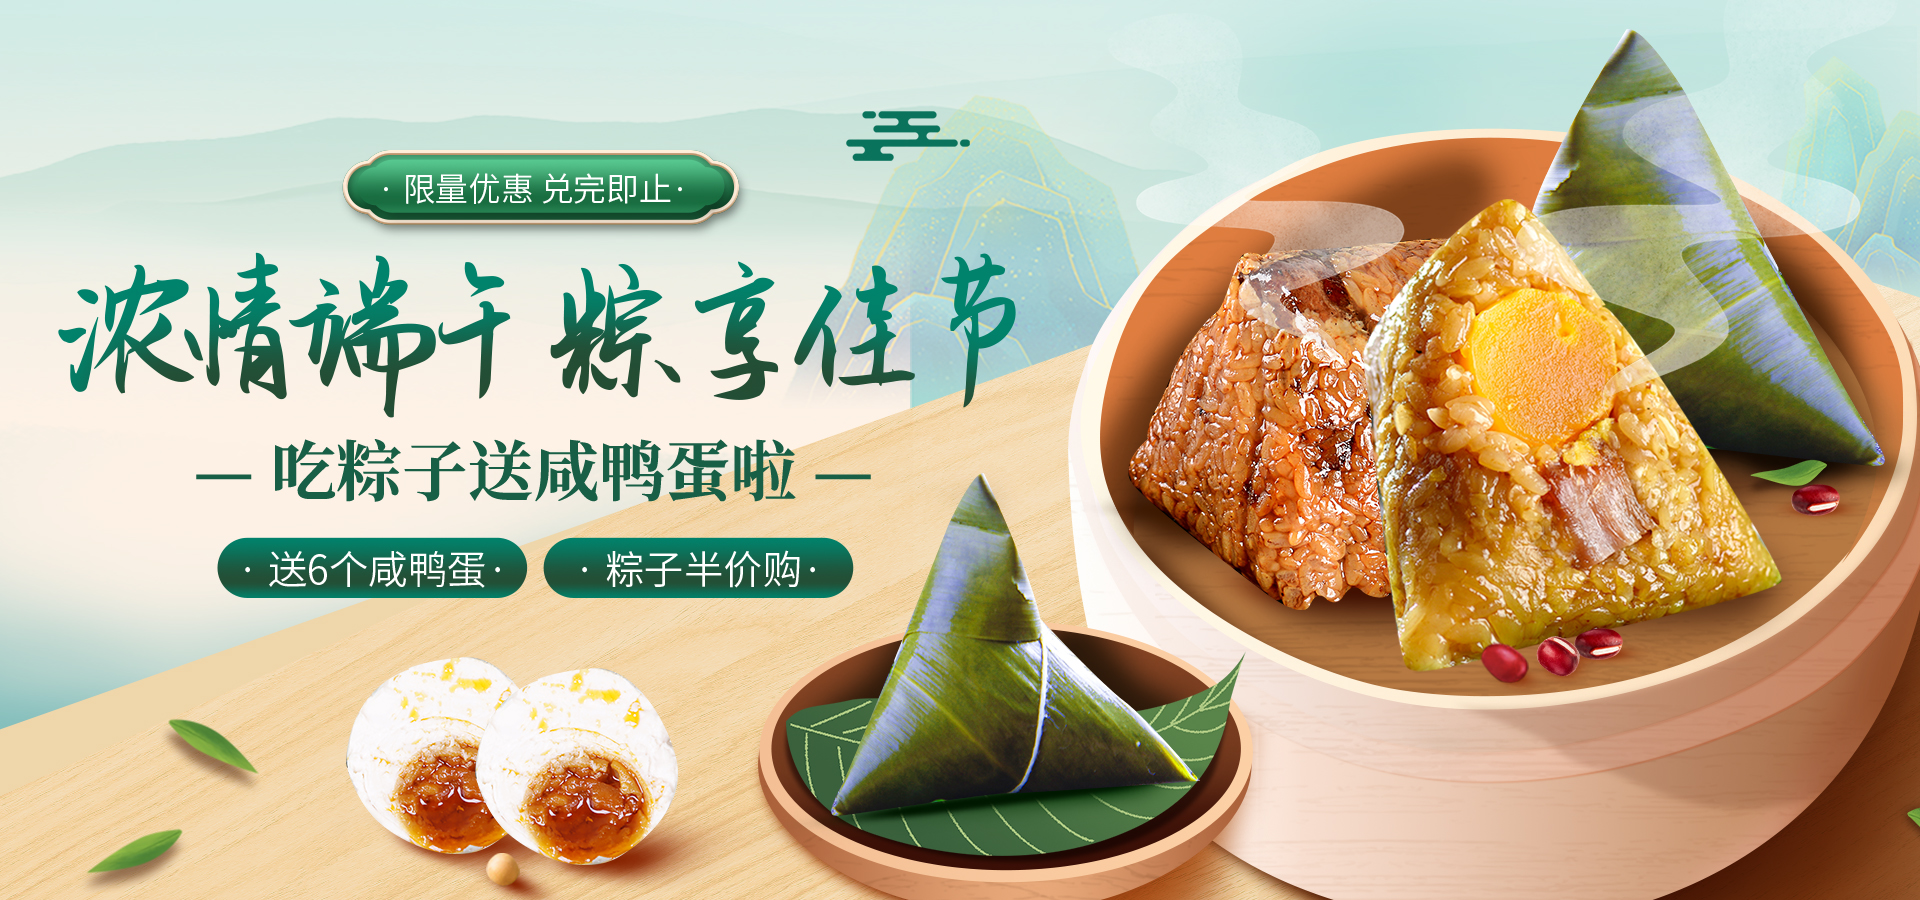 · 限量优惠 兑完即止 ·
浓情端午 粽享佳节
— 吃粽子送咸鸭蛋啦 —
· 送6个咸鸭蛋 ·
· 粽子半价购 ·